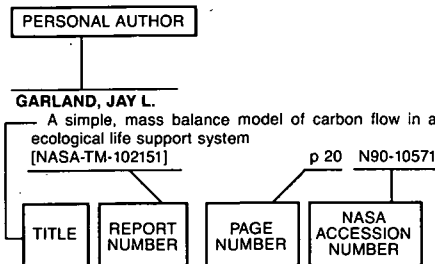 PERSONAL AUTHOR
GARLAND, JAY L.
A simple, mass balance model of carbon flow in a
ecological life support system
[NASA-TM-102151] p 20 N90-10571
TITLE
REPORT NUMBER
PAGE NUMBER
NASA ACCESSION NUMBER